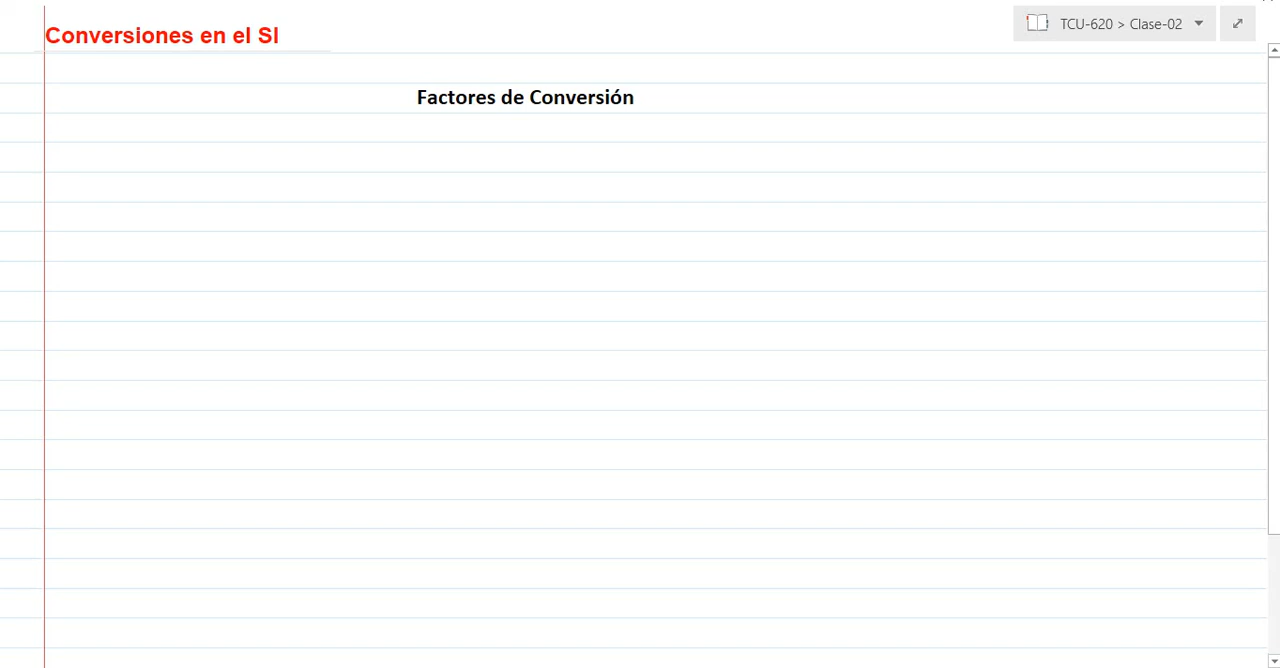 Conversiones en el SI
TCU-620 > Clase-02
Factores de Conversión